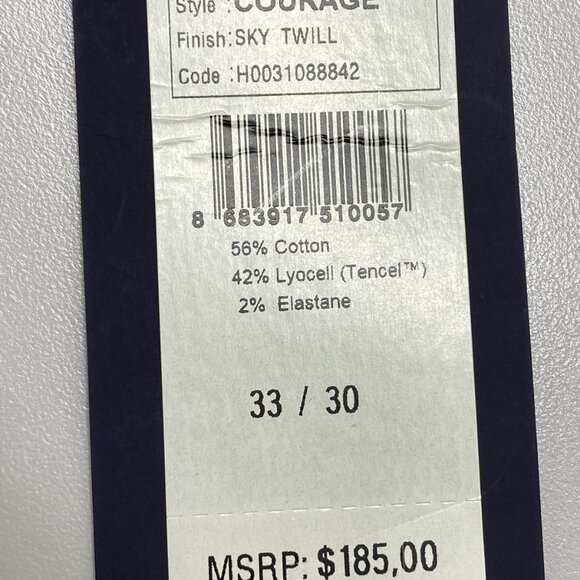 Style :COURAGE
Finish:SKY TWILL
Code :H0031088842
8 683917 510057
56% Cotton
42% Lyocell (Tencel™)
2% Elastane
33 / 30
MSRP: $185,00